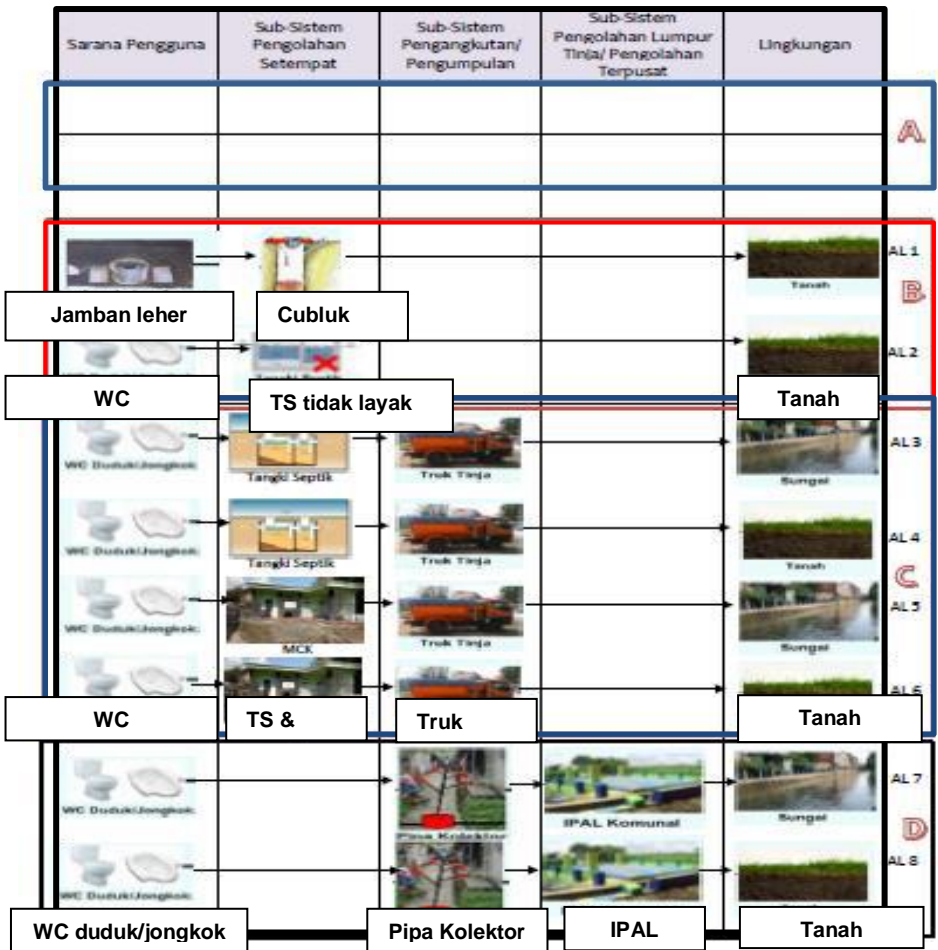 Sarana Pengguna
Sub-Sistem
Pengolahan
Setempat
Sub-Sistem
Pengangkutan/
Pengumpulan
Sub-Sistem
Pengolahan Lumpur
Tinja/ Pengolahan
Terpusat
Lingkungan
A.
AL 1
Tanah
B.
Jamban leher
Cubluk
AL 2
Tangki Septik
WC
TS tidak layak
Tanah
AL 3
WC Duduk/Jongkok
Tangki Septik
Truk Tinja
Sungai
AL 4
WC Duduk/Jongkok
Tangki Septik
Truk Tinja
Tanah
C
AL 5
WC Duduk/Jongkok
MCK
Truk Tinja
Sungai
AL 6
WC
TS &
Truk
Tanah
AL 7
WC Duduk/Jongkok
Pipa Kolektor
IPAL Komunal
Sungai
D
AL 8
WC Duduk/Jongkok
WC duduk/jongkok
Pipa Kolektor
IPAL
Tanah